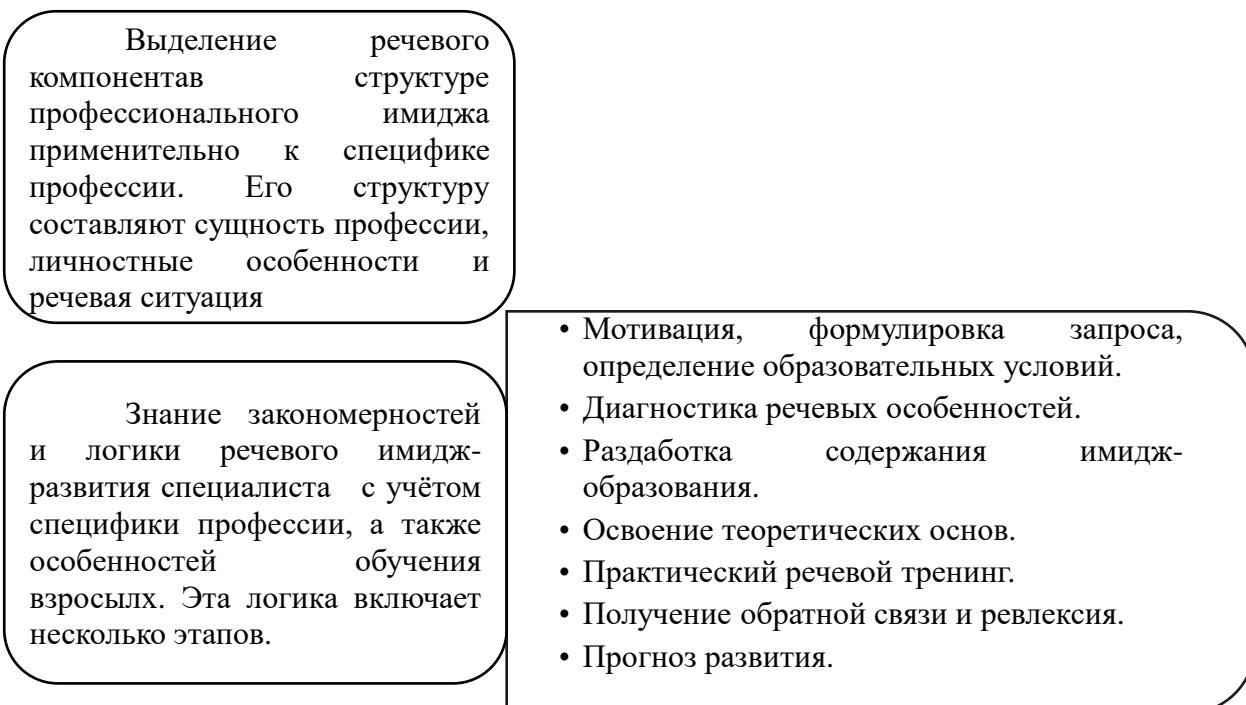 Выделение речевого
компонентав структуре
профессионального имиджа
применительно к специфике
профессии. Его структуру
составляют сущность профессии,
личностные особенности и
речевая ситуация
Знание закономерностей
и логики речевого имидж-
развития специалиста с учётом
специфики профессии, а также
особенностей обучения
взросылх. Эта логика включает
несколько этапов.
• Мотивация, формулировка запроса,
определение образовательных условий.
• Диагностика речевых особенностей.
• Раздаботка содержания имидж-
образования.
• Освоение теоретических основ.
• Практический речевой тренинг.
• Получение обратной связи и ревлексия.
• Прогноз развития.